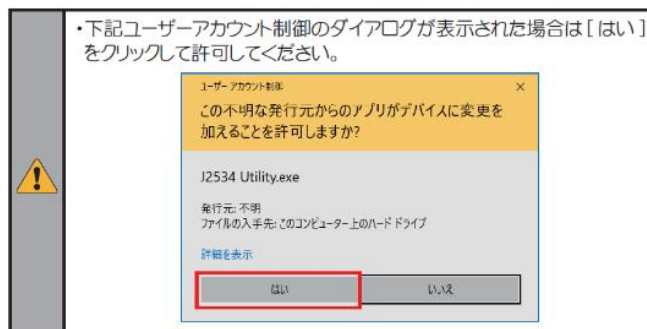 ・下記ユーザーアカウント制御のダイアログが表示された場合は[はい]
をクリックして許可してください。
ユーザー アカウント制御
×
この不明な発行元からのアプリがデバイスに変更を
加えることを許可しますか?
J2534 Utility.exe
発行元: 不明
ファイルの入手先: このコンピューター上のハード ドライブ
詳細を表示
はい
いいえ